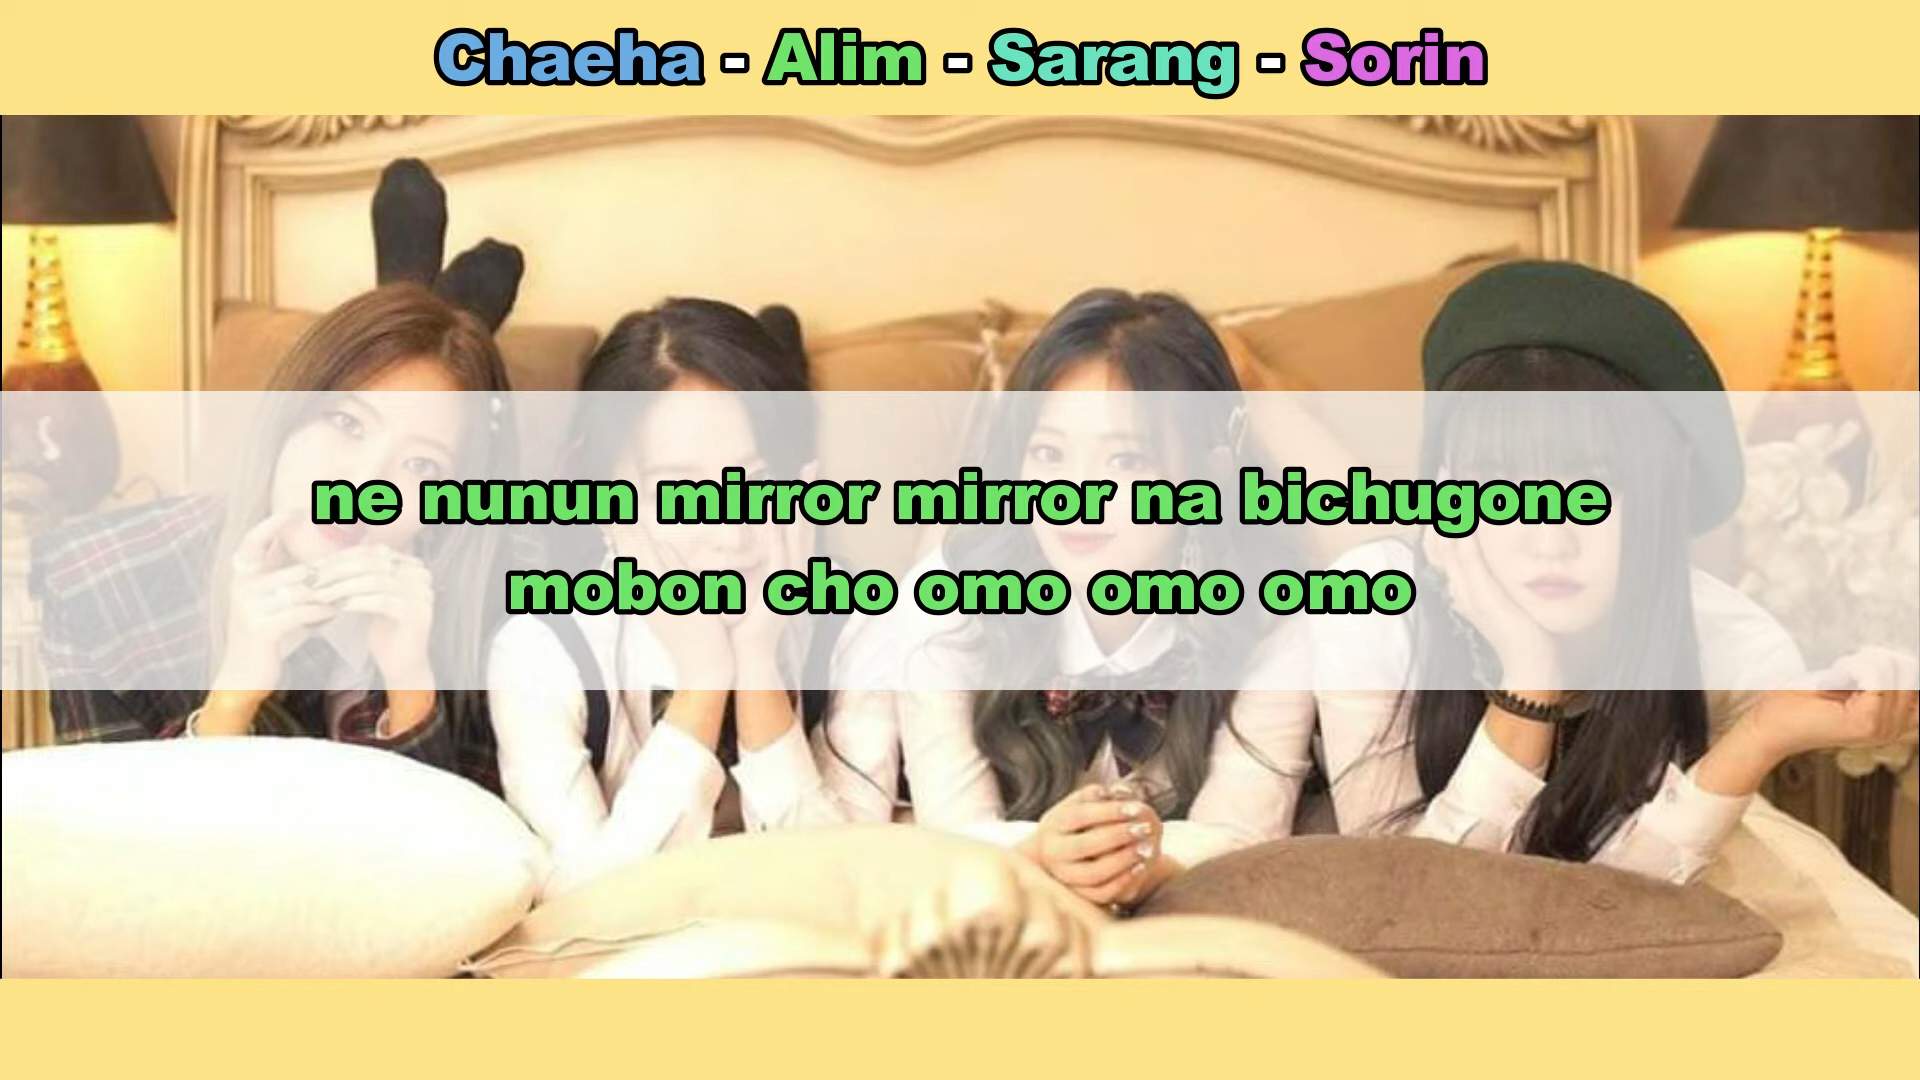 Chaeha - Alim - Sarang - Sorin
ne nunun mirror mirror na bichugone
mobon cho omo omo omo